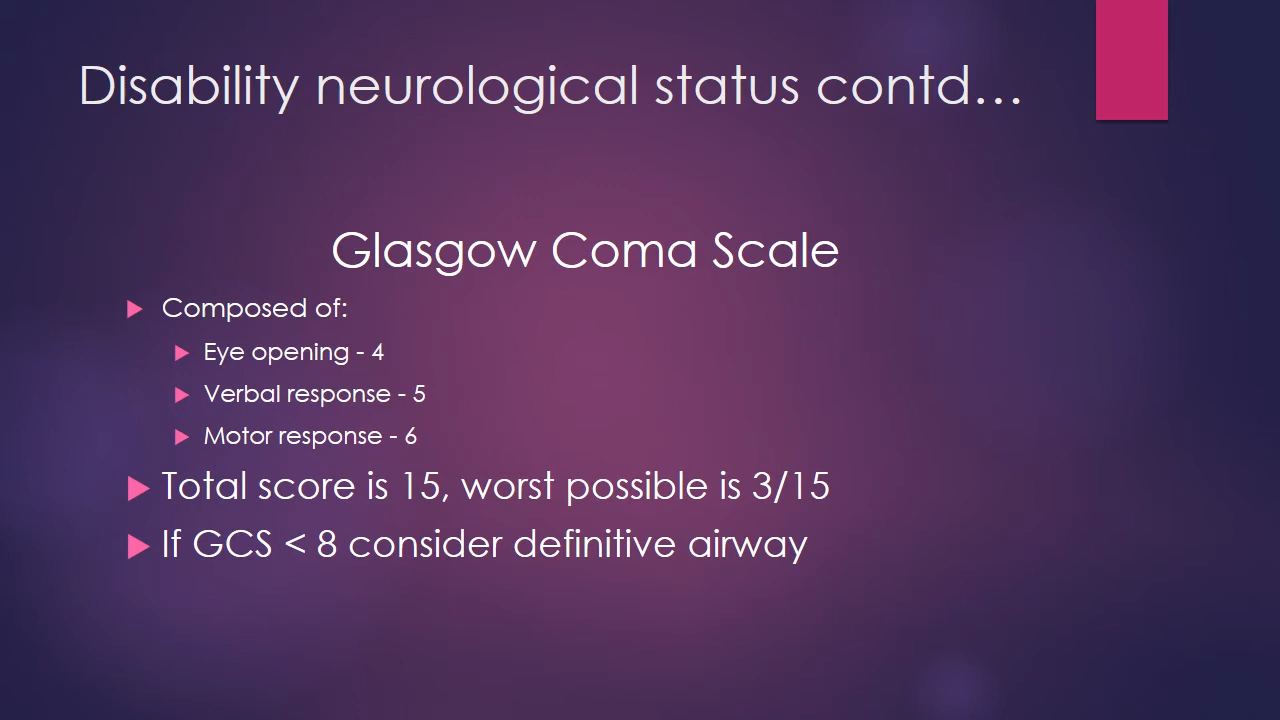 Disability neurological status contd…
Glasgow Coma Scale
Composed of:
Eye opening - 4
Verbal response - 5
Motor response - 6
Total score is 15, worst possible is 3/15
If GCS < 8 consider definitive airway